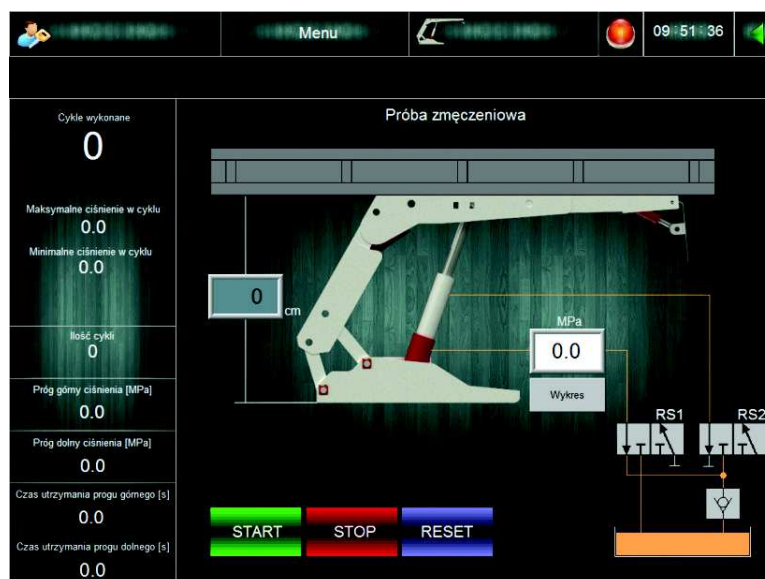 Menu
09:51:36
Cykle wykonane
0
Maksymalne ciśnienie w cyklu
0.0
Minimalne ciśnienie w cyklu
0.0
Ilość cykli
0
Próg górny ciśnienia [MPa]
0.0
Próg dolny ciśnienia [MPa]
0.0
Czas utrzymania progu górnego [s]
0.0
Czas utrzymania progu dolnego [s]
0.0
Próba zmęczeniowa
0
cm
MPa
0.0
Wykres
RS1
RS2
START
STOP
RESET